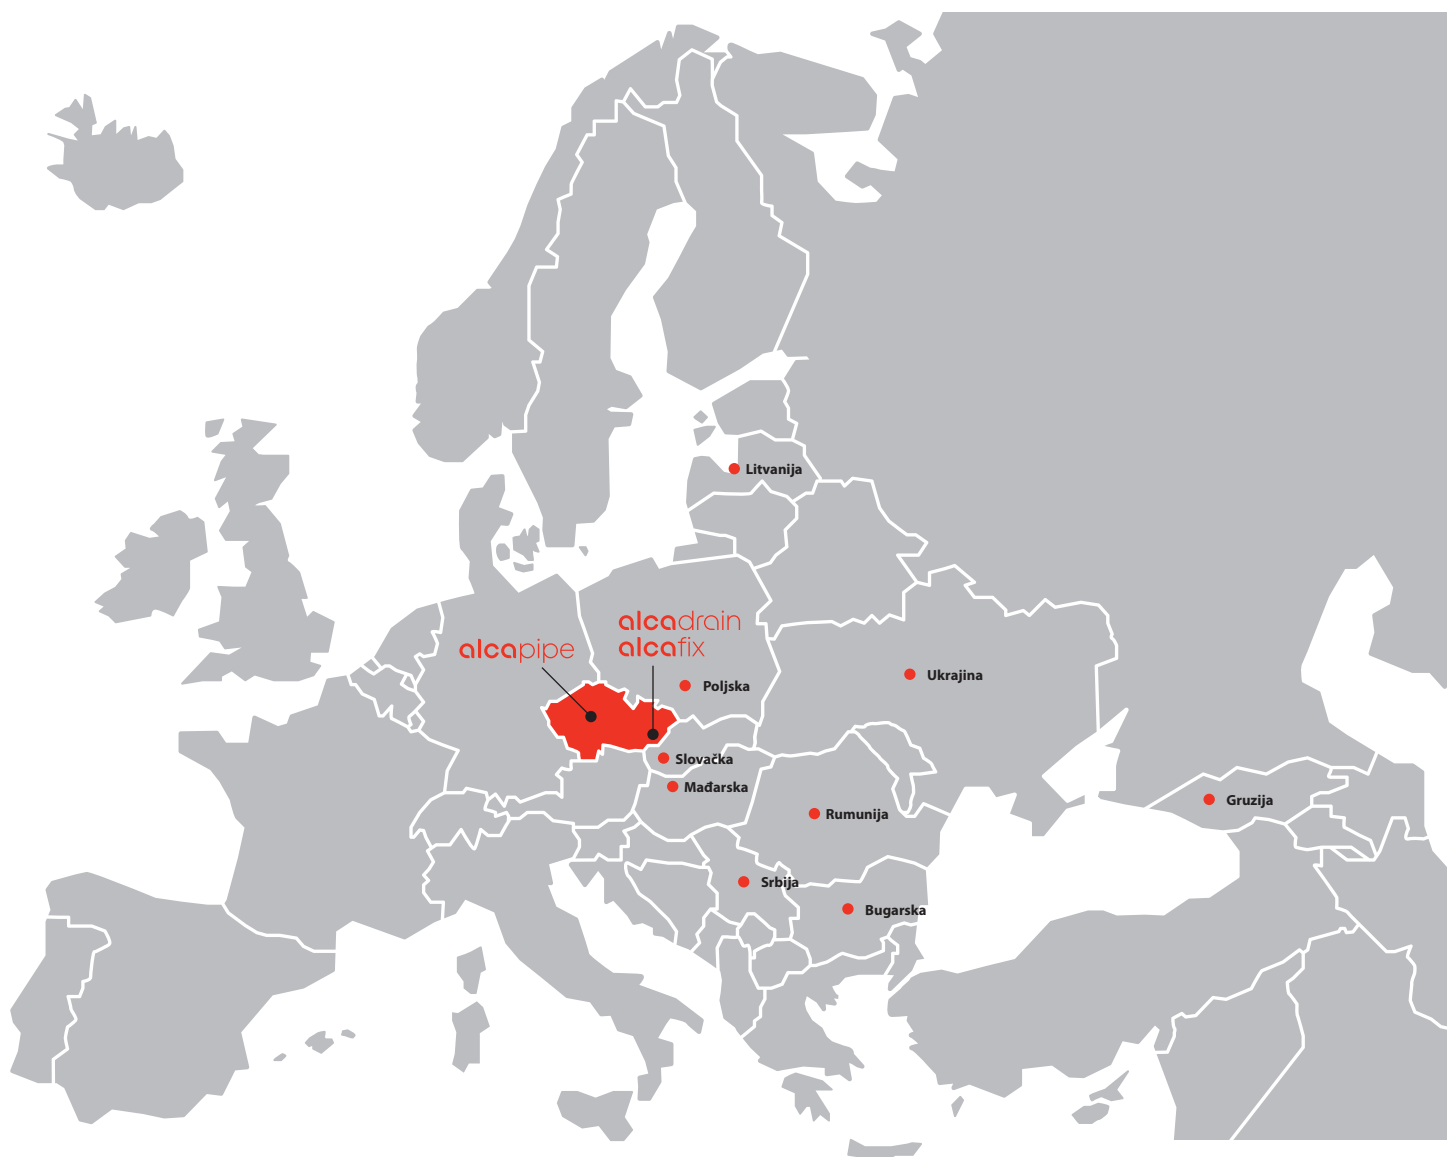 Litvanija
alcadrain
alcafix
alcapipe
Ukrajina
Poljska
Slovačka
Mađarska
Gruzija
Rumunija
Srbija
Bugarska